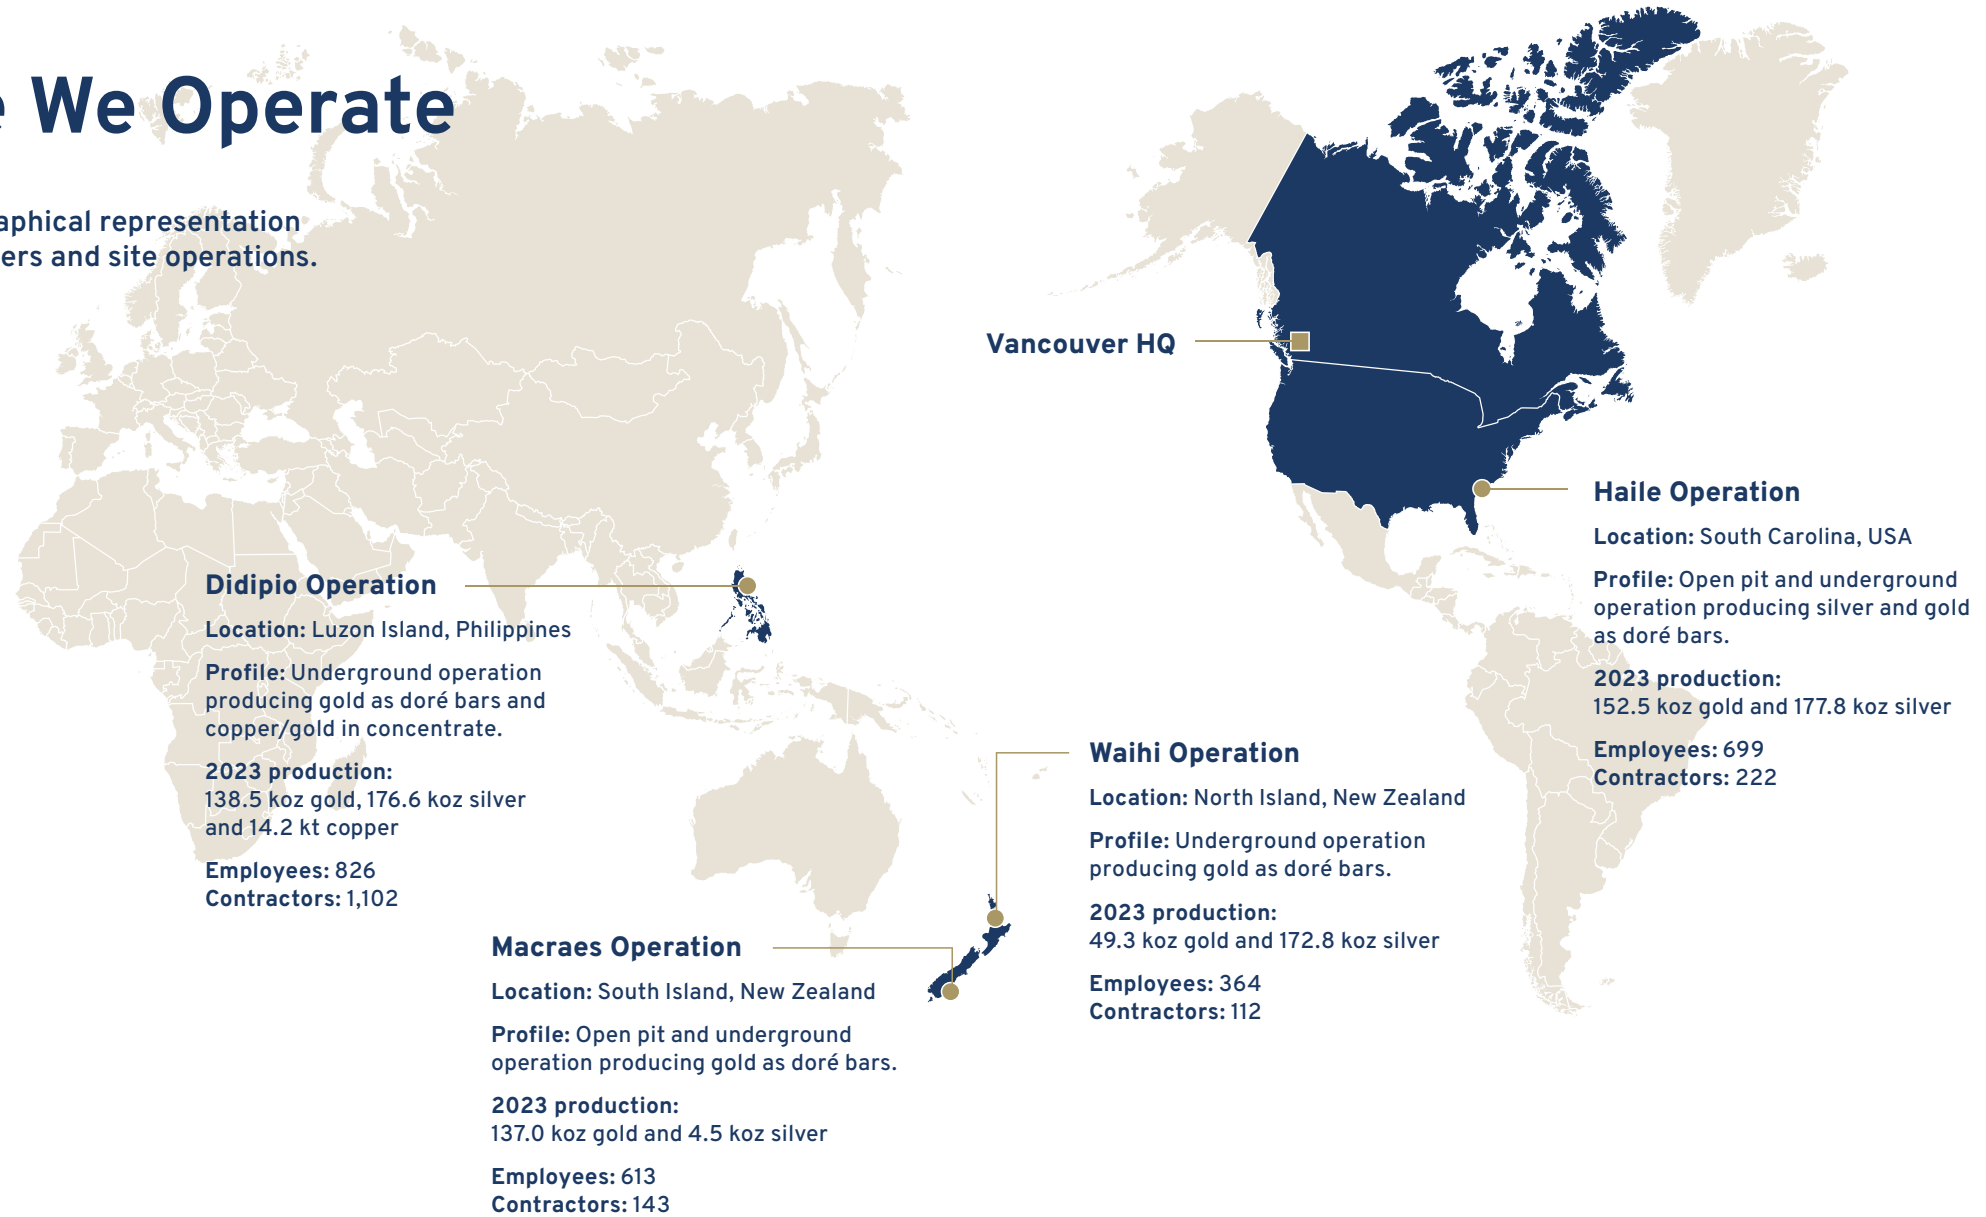 We Operate
aphical representation
ers and site operations.
Vancouver HQ
Haile Operation
Location: South Carolina, USA
Profile: Open pit and underground
operation producing silver and gold
as doré bars.
2023 production:
152.5 koz gold and 177.8 koz silver
Employees: 699
Contractors: 222
Didipio Operation
Location: Luzon Island, Philippines
Profile: Underground operation
producing gold as doré bars and
copper/gold in concentrate.
2023 production:
138.5 koz gold, 176.6 koz silver
and 14.2 kt copper
Employees: 826
Contractors: 1,102
Waihi Operation
Location: North Island, New Zealand
Profile: Underground operation
producing gold as doré bars.
2023 production:
49.3 koz gold and 172.8 koz silver
Employees: 364
Contractors: 112
Macraes Operation
Location: South Island, New Zealand
Profile: Open pit and underground
operation producing gold as doré bars.
2023 production:
137.0 koz gold and 4.5 koz silver
Employees: 613
Contractors: 143